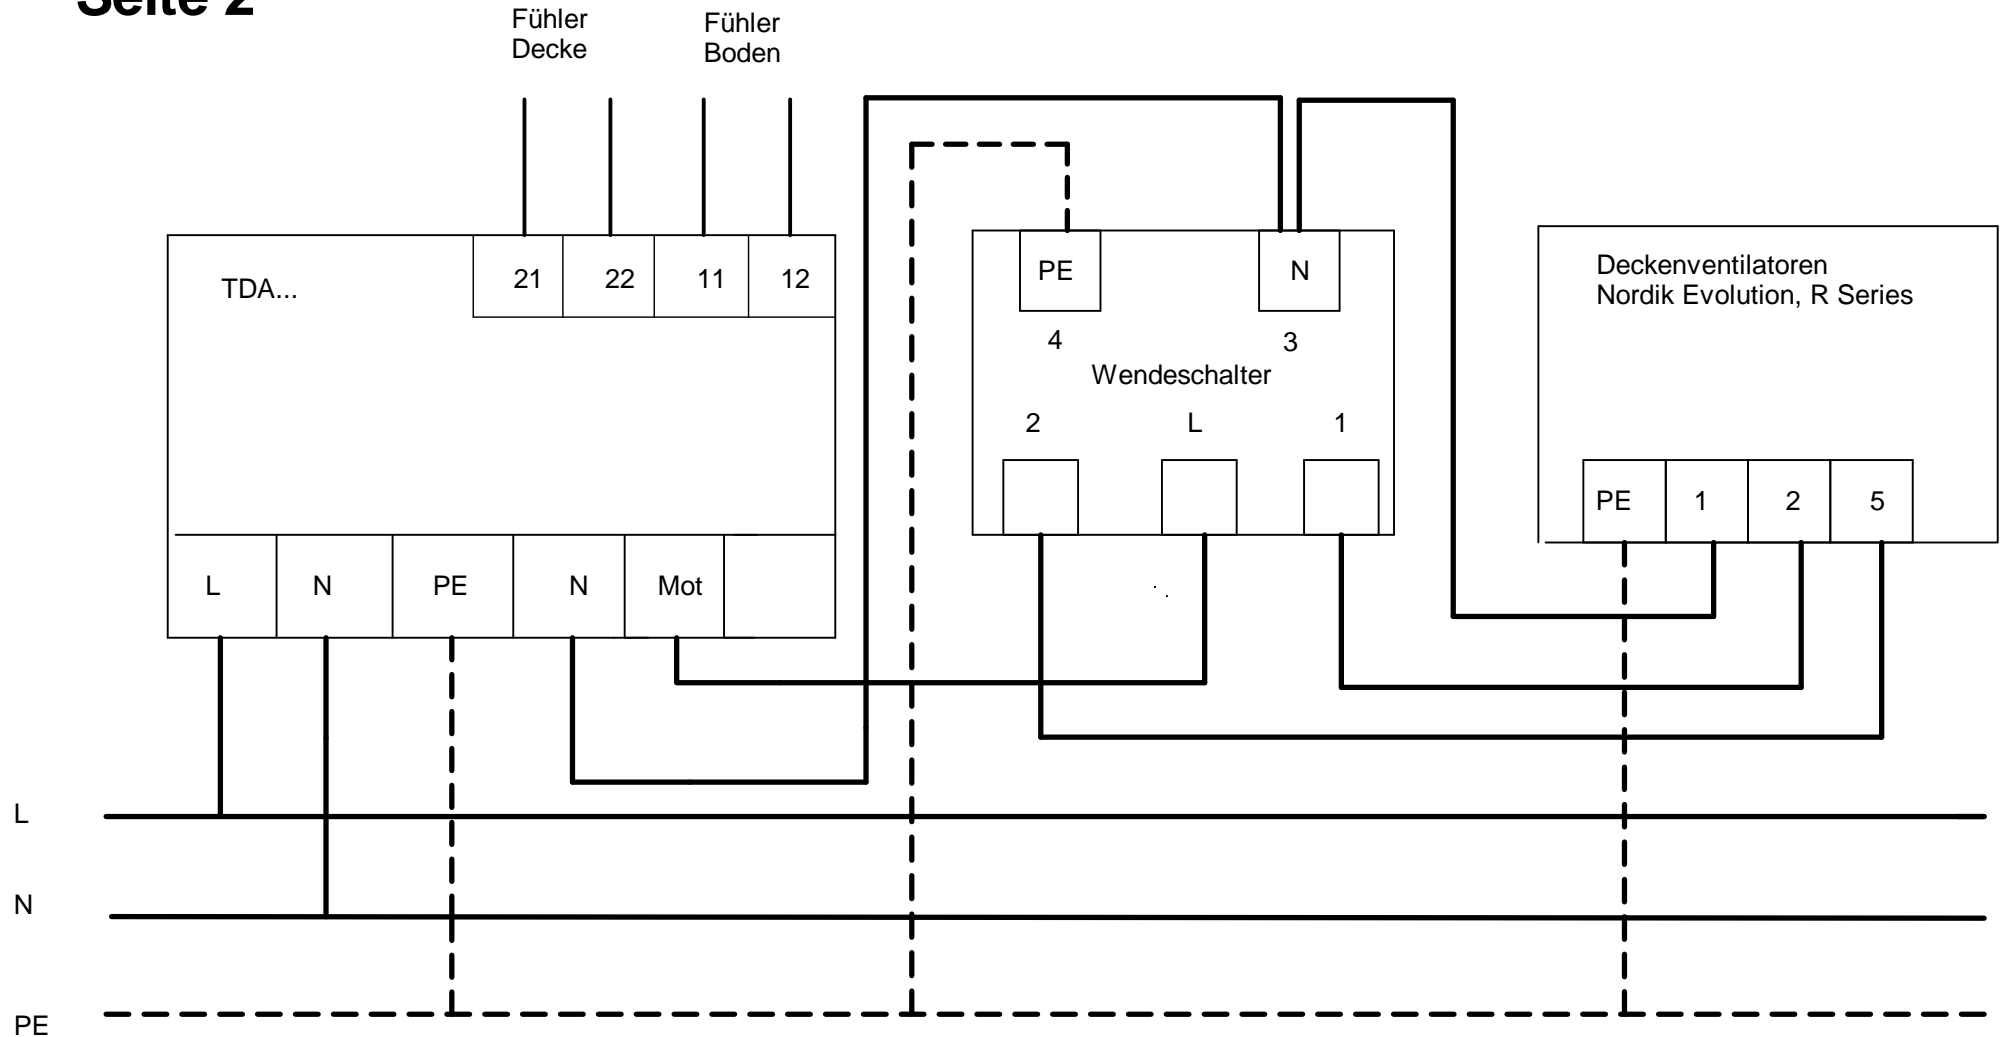 Seite 2
Fühler
Decke
Fühler
Boden
TDA...
21
22
11
12
PE
N
4
3
Wendeschalter
2
L
1
Deckenventilatoren
Nordik Evolution, R Series
PE
1
2
5
L
N
PE
N
Mot
L
N
PE